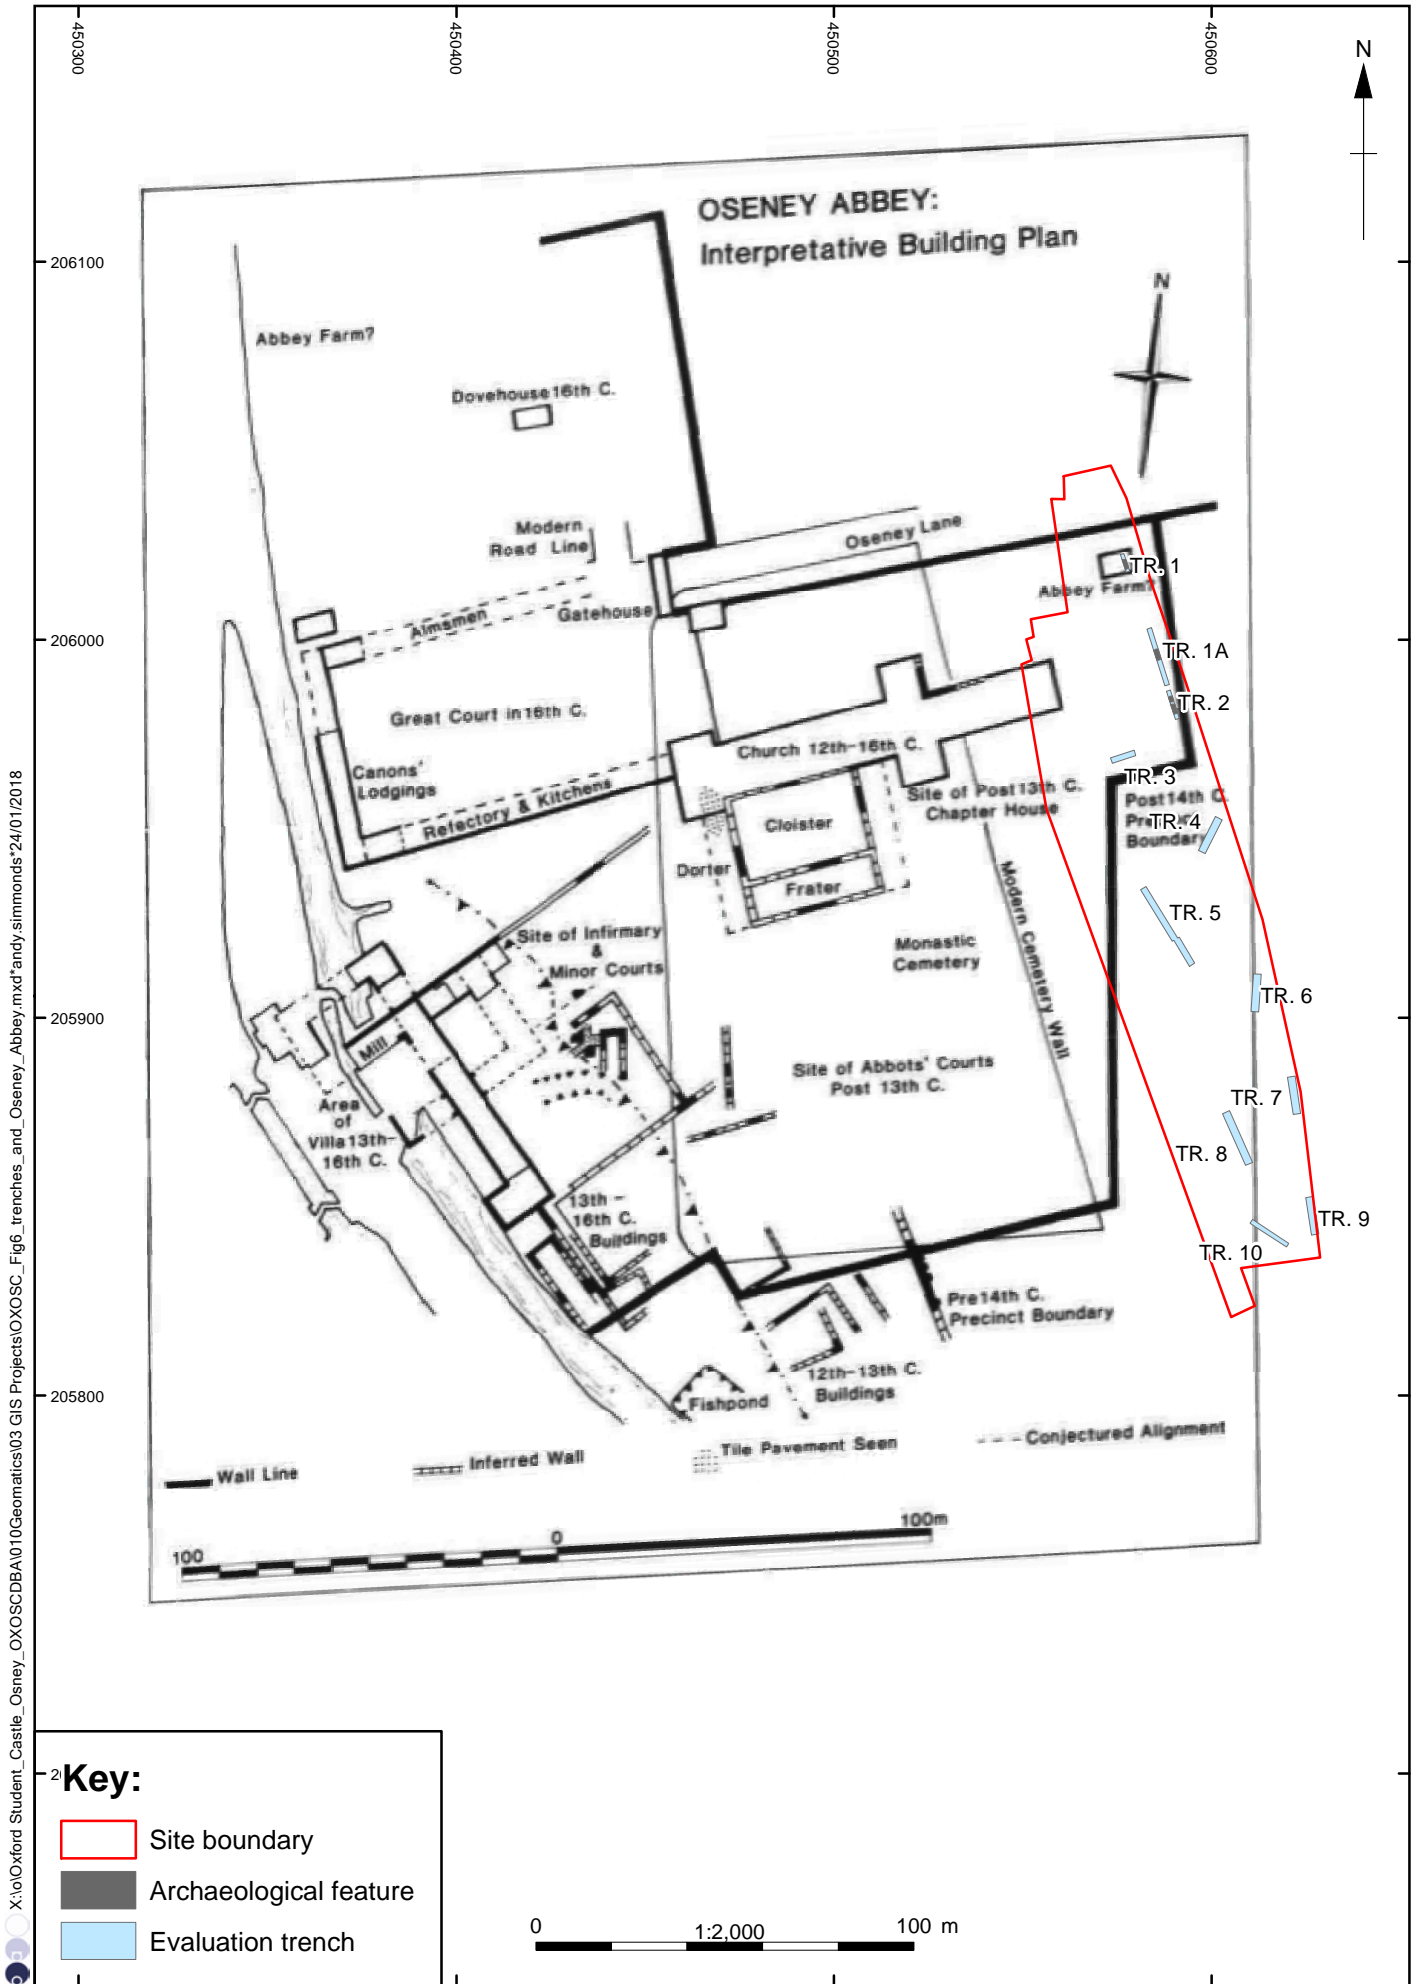 450300
450400
450500
450600
N
206100
206000
205900
205800
2
OSENEY ABBEY:
Interpretative Building Plan
N
Abbey Farm?
Dovehouse 16th C.
Modern
Road Line
Oseney Lane
Almsmen
Gatehouse
Abbey Farm?
TR. 1
TR. 1A
TR. 2
Great Court in 16th C.
Church 12th-16th C.
Canons'
Lodgings
Refectory & Kitchens
Cloister
Site of Post 13th C.
Chapter House
TR. 3
Post 14th C.
Boundary
TR. 4
Dorter
Frater
Modern Cemetery Wall
TR. 5
Site of Infirmary
&
Minor Courts
Monastic
Cemetery
TR. 6
Mill
Site of Abbots' Courts
Post 13th C.
TR. 7
Area
of
Villa 13th-
16th C.
TR. 8
13th -
16th C.
Buildings
TR. 9
TR. 10
Pre 14th C.
Precinct Boundary
12th-13th C.
Buildings
Fishpond
Wall Line
Inferred Wall
Tile Pavement Seen
Conjectured Alignment
100
0
100m
Key:
Site boundary
Archaeological feature
Evaluation trench
0
1:2,000
100 m
X:\o\Oxford Student_Castle_Osney_OXOSCDBA\010Geomatics\03 GIS Projects\OXOSC_Fig6_trenches_and_Oseney_Abbey.mxd*andy.simmonds*24/01/2018